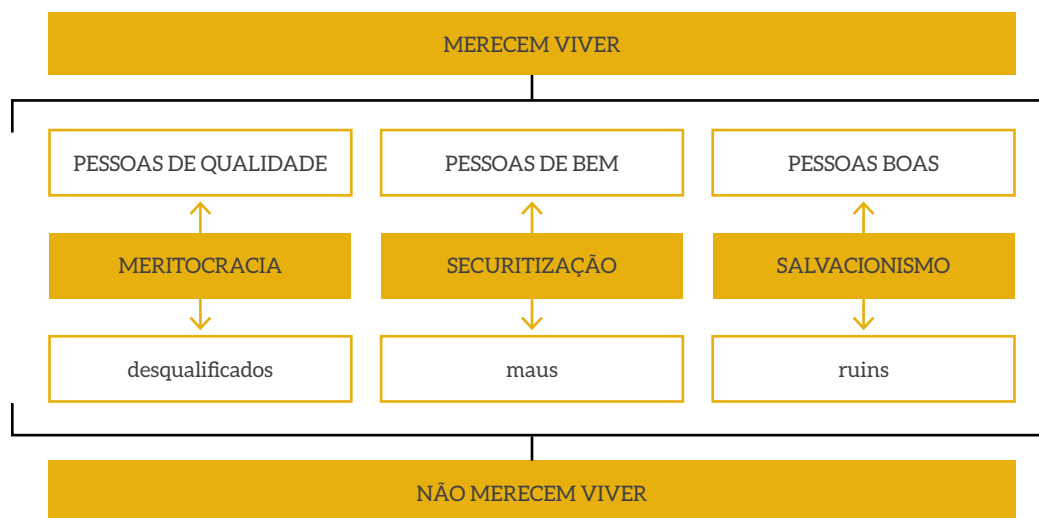 MERECEM VIVER
PESSOAS DE QUALIDADE
PESSOAS DE BEM
PESSOAS BOAS
MERITOCRACIA
SECURITIZAÇÃO
SALVACIONISMO
desqualificados
maus
ruins
NÃO MERECEM VIVER